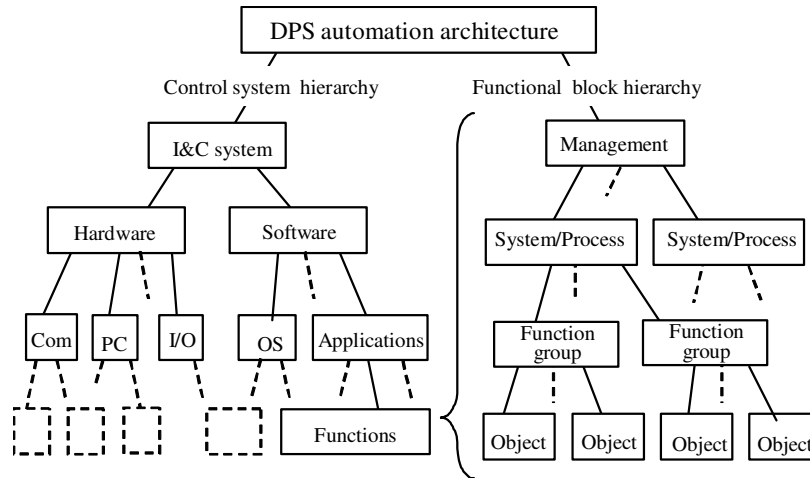 DPS automation architecture
Control system hierarchy
Functional block hierarchy
I&C system
Management
Hardware
Software
System/Process
System/Process
Com
PC
I/O
OS
Applications
Function
group
Function
group
Functions
Object
Object
Object
Object